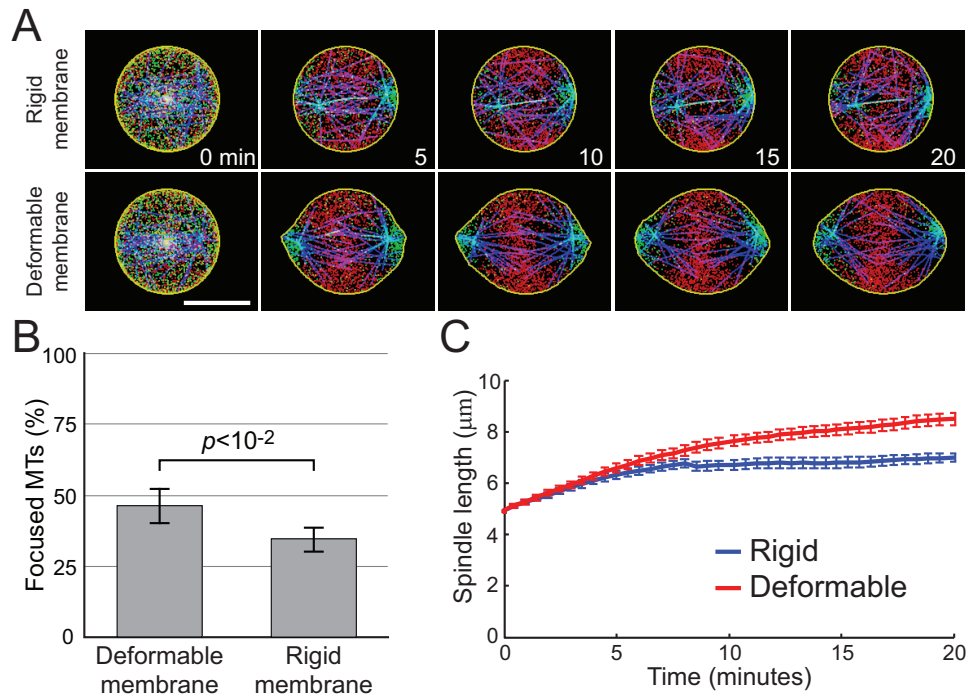 A
Rigid
membrane
0 min
5
10
15
20
Deformable
membrane
B
Focused MTs (%)
100
75
50
25
0
p<10-2
Deformable
membrane
Rigid
membrane
C
Spindle length (μm)
10
8
6
4
2
0
Rigid
Deformable
0
5
10
15
20
Time (minutes)